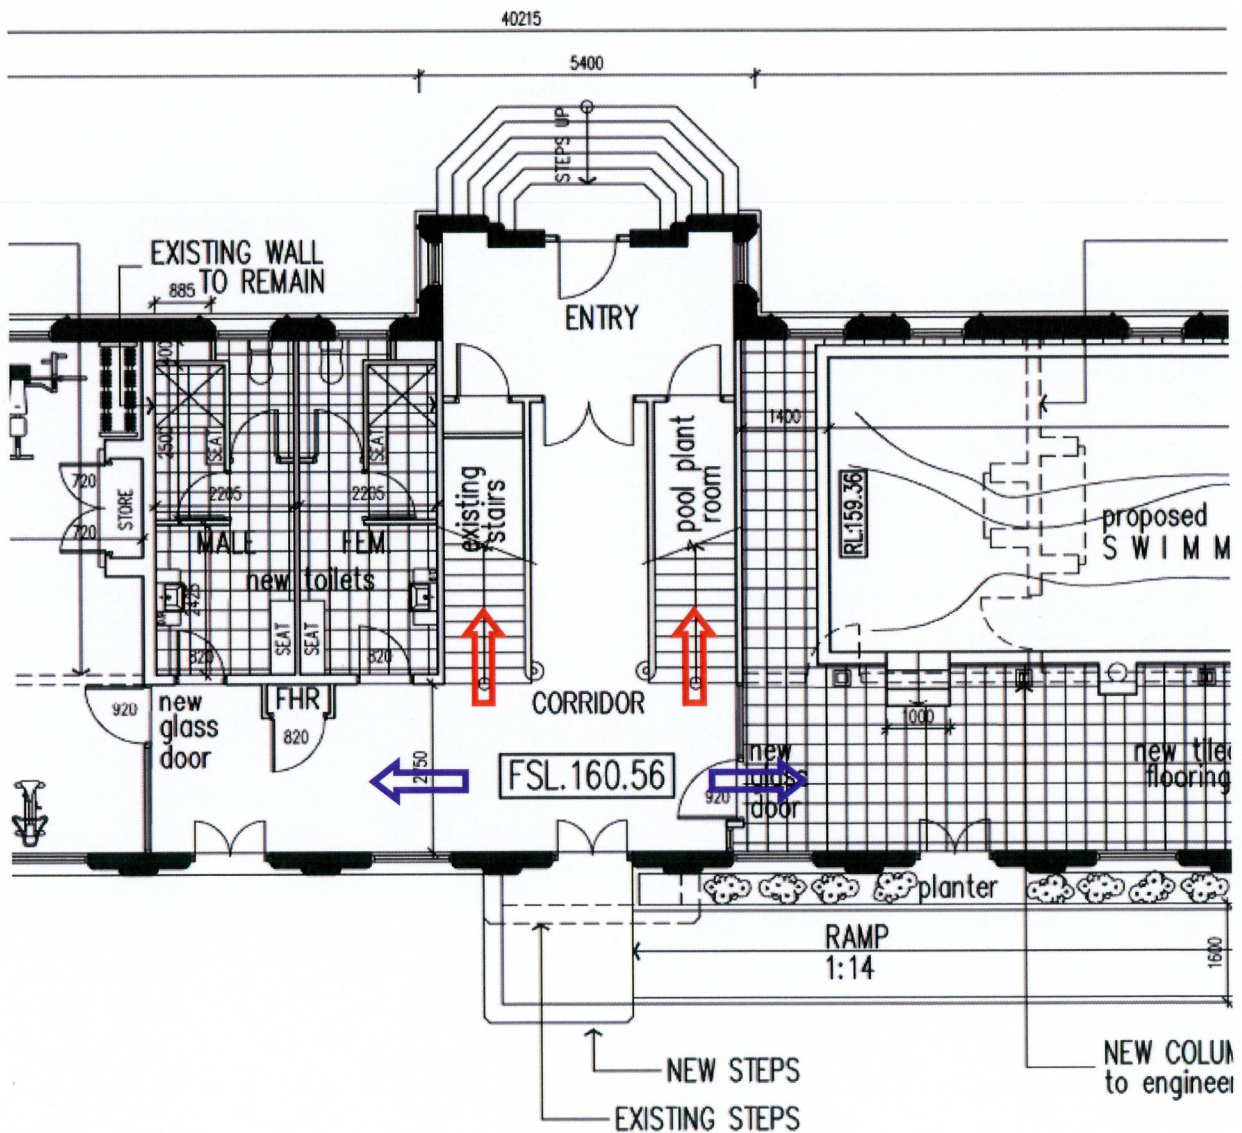 40215
5400
STEPS UP
EXISTING WALL
TO REMAIN
885
ENTRY
400
1400
2500
SEAT
SEAT
720
STORE
720
2205
2205
existing
stairs
pool plant
room
RL.159.36
proposed
SWIMM
MALE
FEM
new toilets
2425
SEAT
SEAT
820
820
FHR
CORRIDOR
920
new
glass
door
820
1000
2750
FSL.160.56
920
new
glass
door
new tiled
flooring
planter
RAMP
1:14
1600
NEW STEPS
EXISTING STEPS
NEW COLUM
to engineer